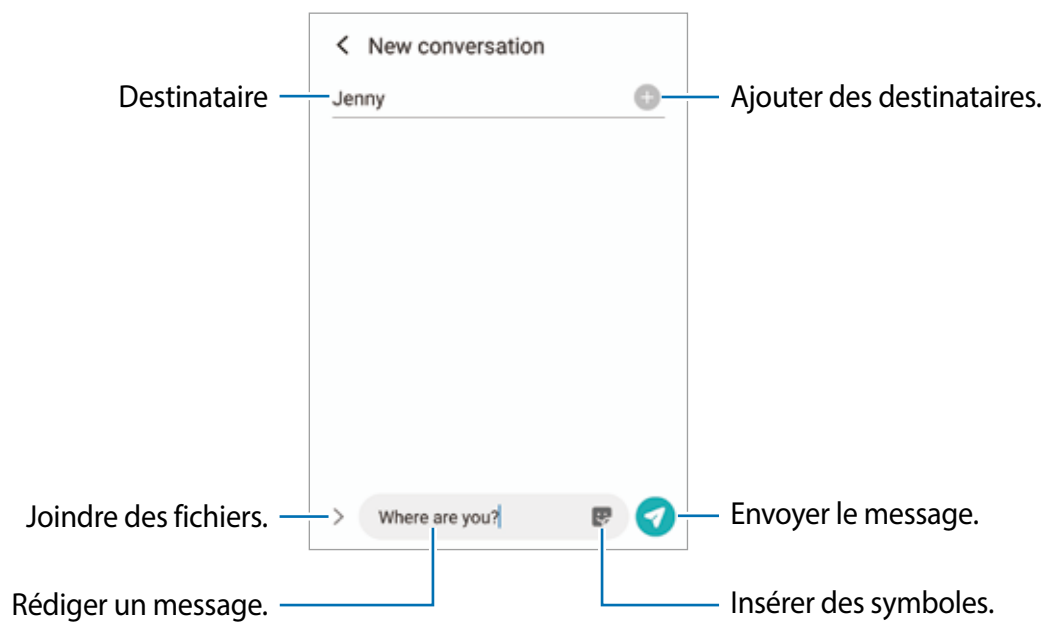 New conversation
Destinataire
Jenny
Ajouter des destinataires.
Joindre des fichiers.
Where are you?
Envoyer le message.
Rédiger un message.
Insérer des symboles.